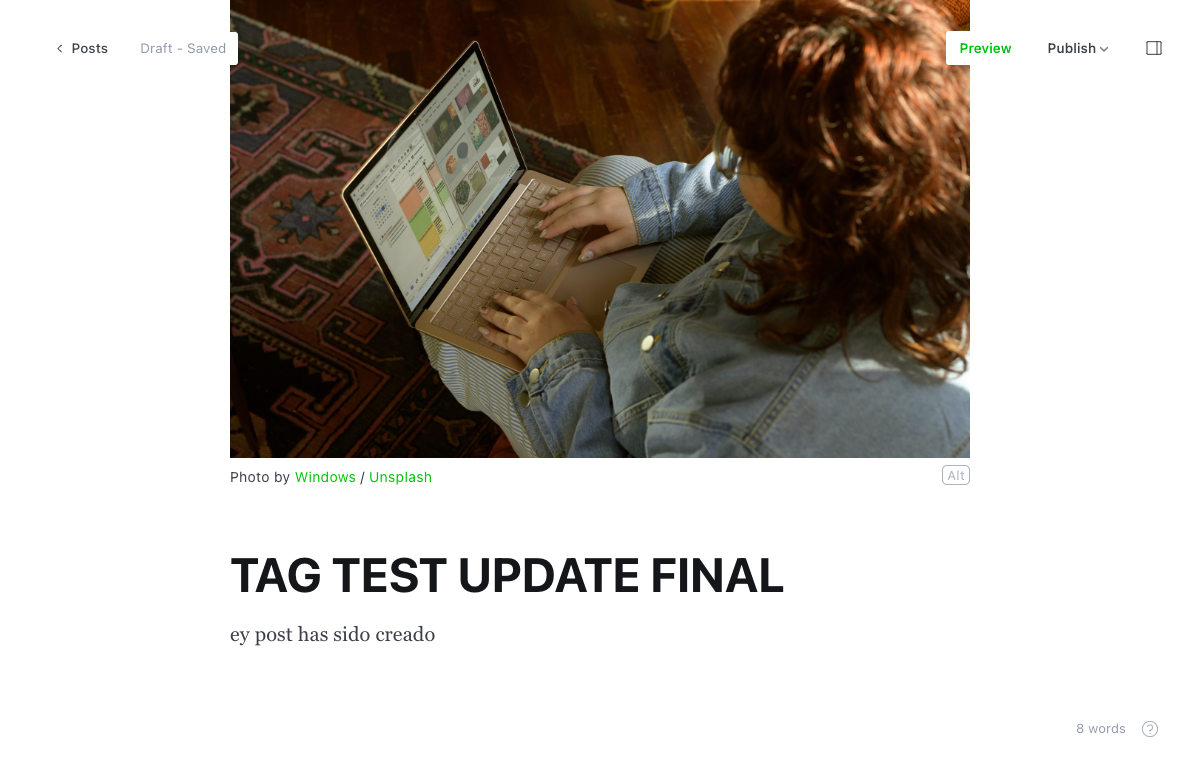 Posts Draft - Saved Preview Publish
Photo by Windows / Unsplash Alt
TAG TEST UPDATE FINAL
ey post has sido creado
8 words ?